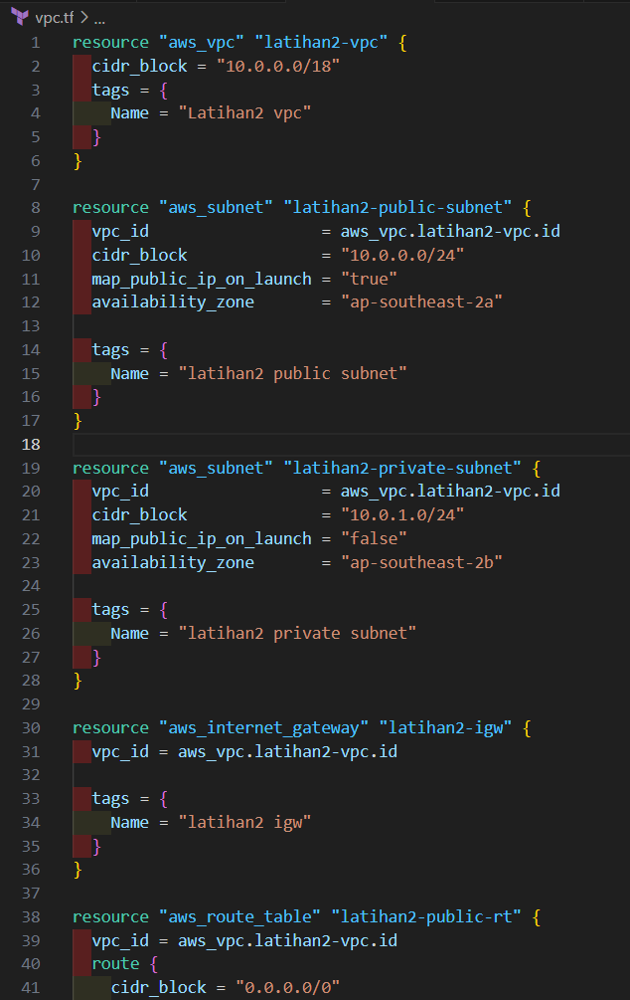 vpc.tf > ...
1 resource "aws_vpc" "latihan2-vpc" {
2   cidr_block = "10.0.0.0/18"
3   tags = {
4     Name = "Latihan2 vpc"
5   }
6 }
7
8 resource "aws_subnet" "latihan2-public-subnet" {
9   vpc_id                  = aws_vpc.latihan2-vpc.id
10   cidr_block              = "10.0.0.0/24"
11   map_public_ip_on_launch = "true"
12   availability_zone       = "ap-southeast-2a"
13
14   tags = {
15     Name = "latihan2 public subnet"
16   }
17 }
18
19 resource "aws_subnet" "latihan2-private-subnet" {
20   vpc_id                  = aws_vpc.latihan2-vpc.id
21   cidr_block              = "10.0.1.0/24"
22   map_public_ip_on_launch = "false"
23   availability_zone       = "ap-southeast-2b"
24
25   tags = {
26     Name = "latihan2 private subnet"
27   }
28 }
29
30 resource "aws_internet_gateway" "latihan2-igw" {
31   vpc_id = aws_vpc.latihan2-vpc.id
32
33   tags = {
34     Name = "latihan2 igw"
35   }
36 }
37
38 resource "aws_route_table" "latihan2-public-rt" {
39   vpc_id = aws_vpc.latihan2-vpc.id
40   route {
41     cidr_block = "0.0.0.0/0"